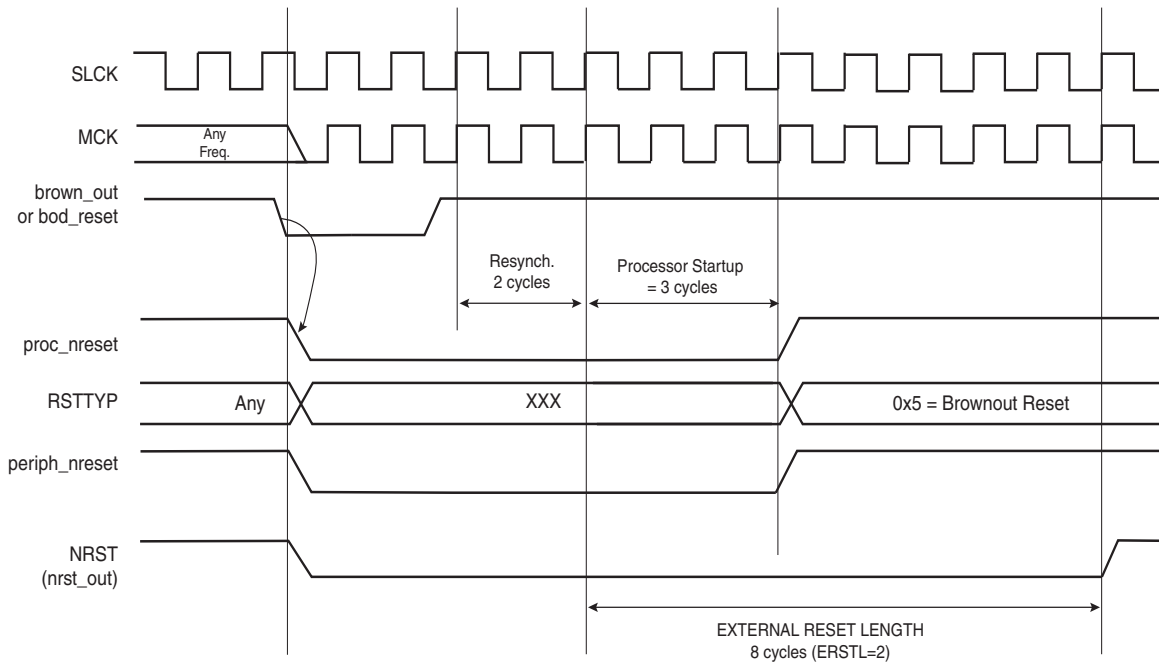 SLCK
MCK
Any
Freq.
brown_out
or bod_reset
Resynch.
2 cycles
Processor Startup
= 3 cycles
proc_nreset
RSTTYP
Any
XXX
0x5 = Brownout Reset
periph_nreset
NRST
(nrst_out)
EXTERNAL RESET LENGTH
8 cycles (ERSTL=2)